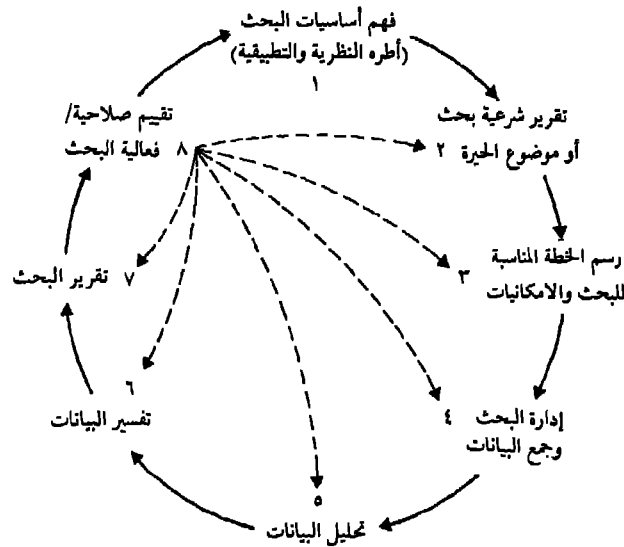 فهم أساسيات البحث
(أطره النظرية والتطبيقية)
١
تقرير شرعية بحث
أو موضوع الحيرة ٢
رسم الخطة المناسبة
للبحث والامكانيات
٣
إدارة البحث ٤
وجمع البيانات
٥
تحليل البيانات
٦
تفسير البيانات
٧ تقرير البحث
تقييم صلاحية/
فعالية البحث ٨